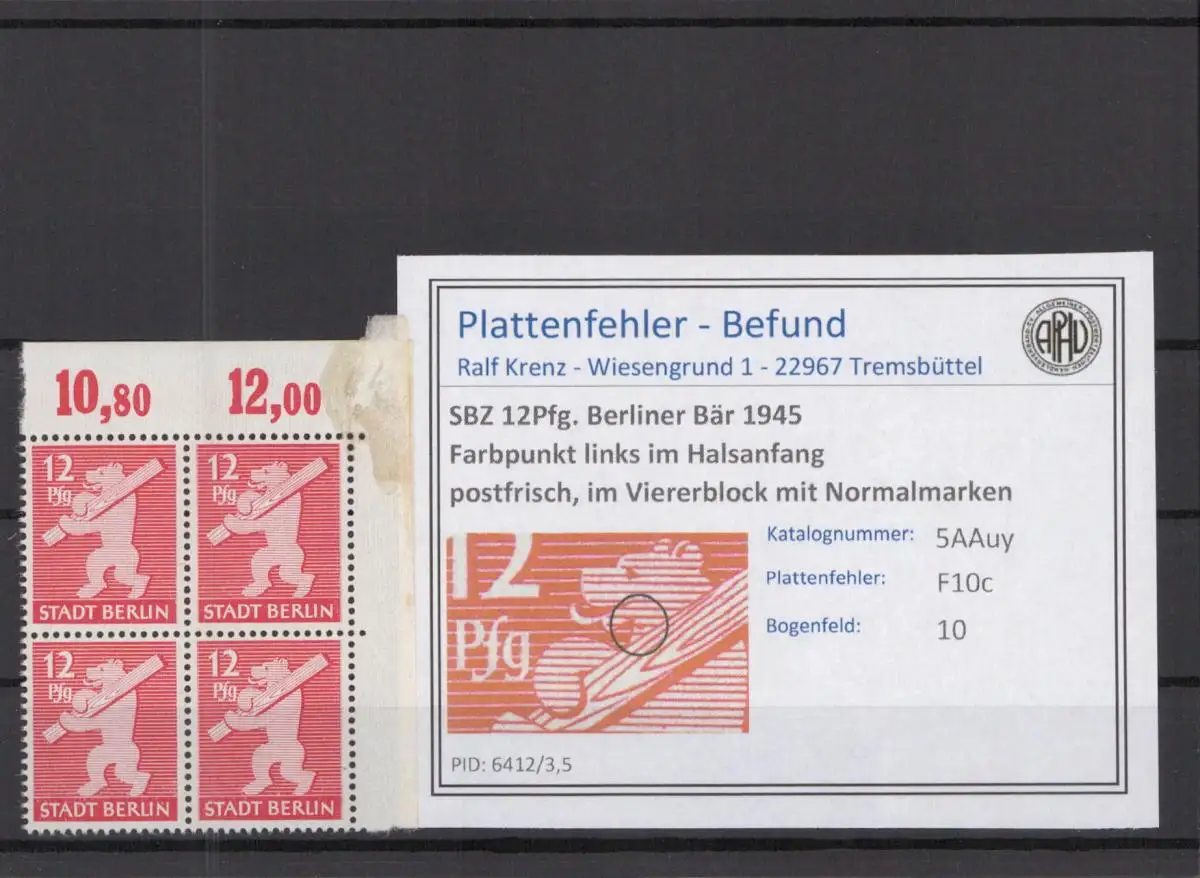 10,80 12,00
12 Pfg STADT BERLIN
12 Pfg STADT BERLIN
12 Pfg STADT BERLIN
12 Pfg STADT BERLIN
Plattenfehler - Befund
Ralf Krenz - Wiesengrund 1 - 22967 Tremsbüttel
APHV
SBZ 12Pfg. Berliner Bär 1945
Farbpunkt links im Halsanfang
postfrisch, im Viererblock mit Normalmarken
12
Pfg
Katalognummer: 5AAuy
Plattenfehler: F10c
Bogenfeld: 10
PID: 6412/3,5